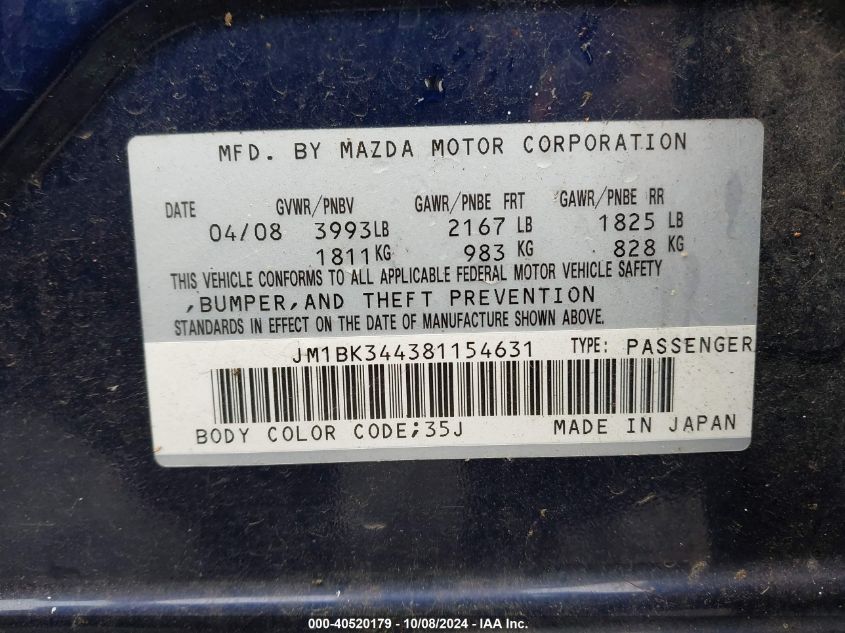 MFD. BY MAZDA MOTOR CORPORATION
DATE GVWR/PNBV GAWR/PNBE FRT GAWR/PNBE RR
04/08 3993LB 2167 LB 1825 LB
1811KG 983 KG 828 KG
THIS VEHICLE CONFORMS TO ALL APPLICABLE FEDERAL MOTOR VEHICLE SAFETY
,BUMPER,AND THEFT PREVENTION
STANDARDS IN EFFECT ON THE DATE OF MANUFACTURE SHOWN ABOVE.
JM1BK344381154631 TYPE: PASSENGER
BODY COLOR CODE;35J MADE IN JAPAN
000-40520179 - 10/08/2024 - IAA Inc.